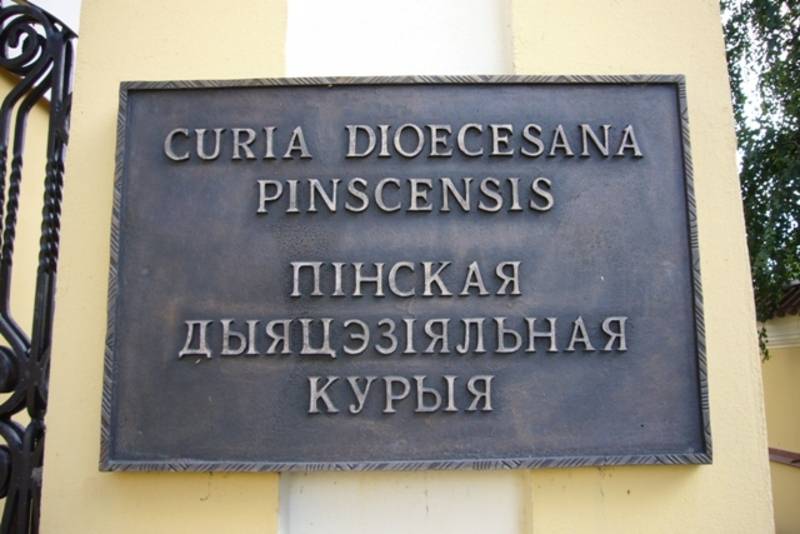 CURIA DIOECESANA
PINSCENSIS
ПІНСКАЯ
ДЫЯЦЭЗІЯЛЬНАЯ
КУРЫЯ